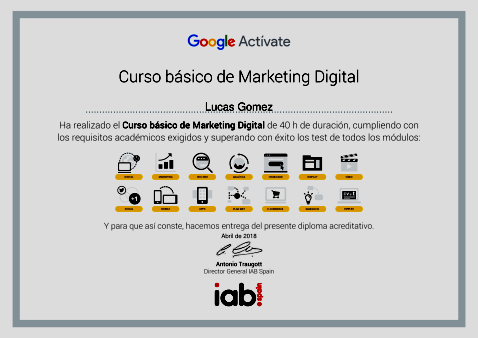 Google Actívate
Curso básico de Marketing Digital
Lucas Gomez
Ha realizado el Curso básico de Marketing Digital de 40 h de duración, cumpliendo con
los requisitos académicos exigidos y superando con éxito los test de todos los módulos:
+1
Y para que así conste, hacemos entrega del presente diploma acreditativo.
Abril de 2018
Antonio Traugott
Director General IAB Spain
iab spain